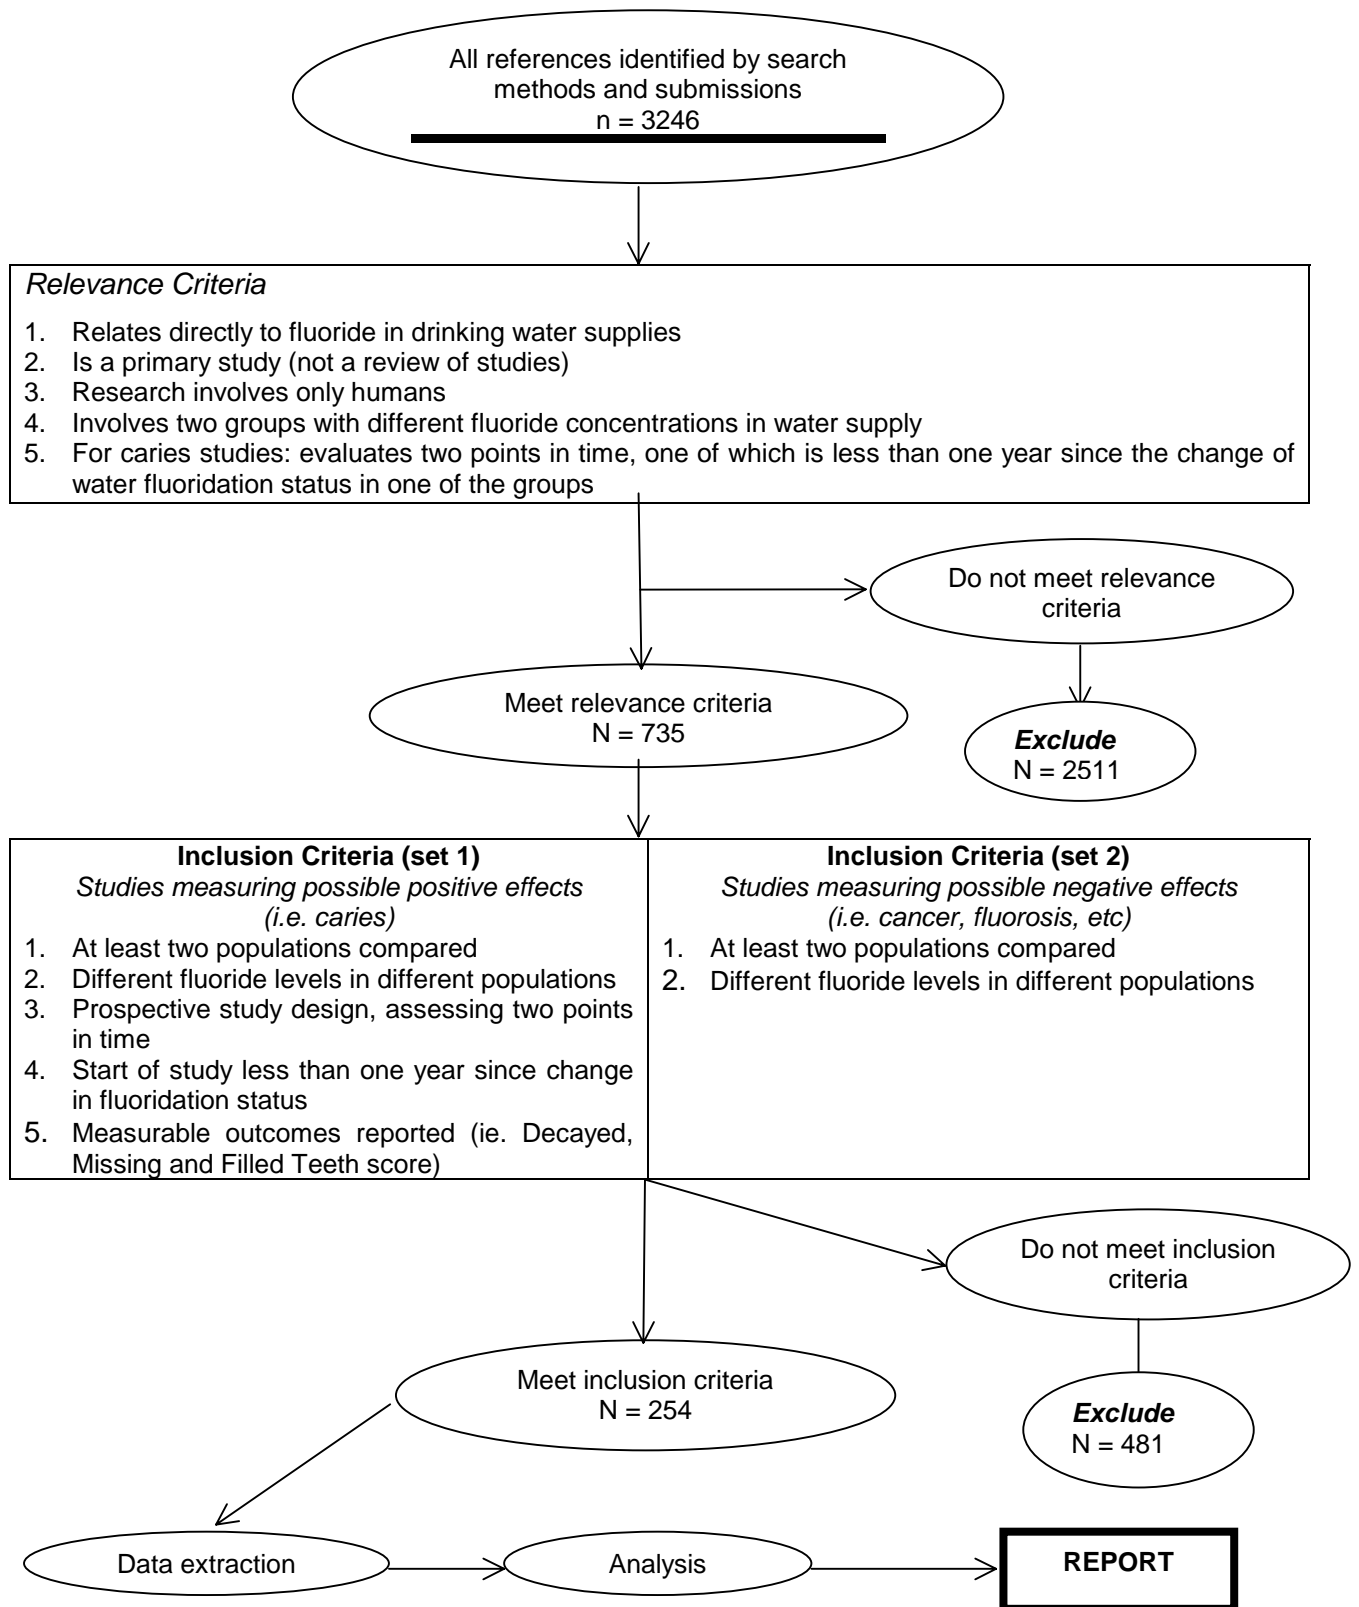 All references identified by search
methods and submissions
n = 3246
Relevance Criteria
1. Relates directly to fluoride in drinking water supplies
2. Is a primary study (not a review of studies)
3. Research involves only humans
4. Involves two groups with different fluoride concentrations in water supply
5. For caries studies: evaluates two points in time, one of which is less than one year since the change of
water fluoridation status in one of the groups
Do not meet relevance
criteria
Meet relevance criteria
N = 735
Exclude
N = 2511
Inclusion Criteria (set 1)
Studies measuring possible positive effects
(i.e. caries)
1. At least two populations compared
2. Different fluoride levels in different populations
3. Prospective study design, assessing two points
in time
4. Start of study less than one year since change
in fluoridation status
5. Measurable outcomes reported (ie. Decayed,
Missing and Filled Teeth score)
Inclusion Criteria (set 2)
Studies measuring possible negative effects
(i.e. cancer, fluorosis, etc)
1. At least two populations compared
2. Different fluoride levels in different populations
Do not meet inclusion
criteria
Meet inclusion criteria
N = 254
Exclude
N = 481
Data extraction
Analysis
REPORT